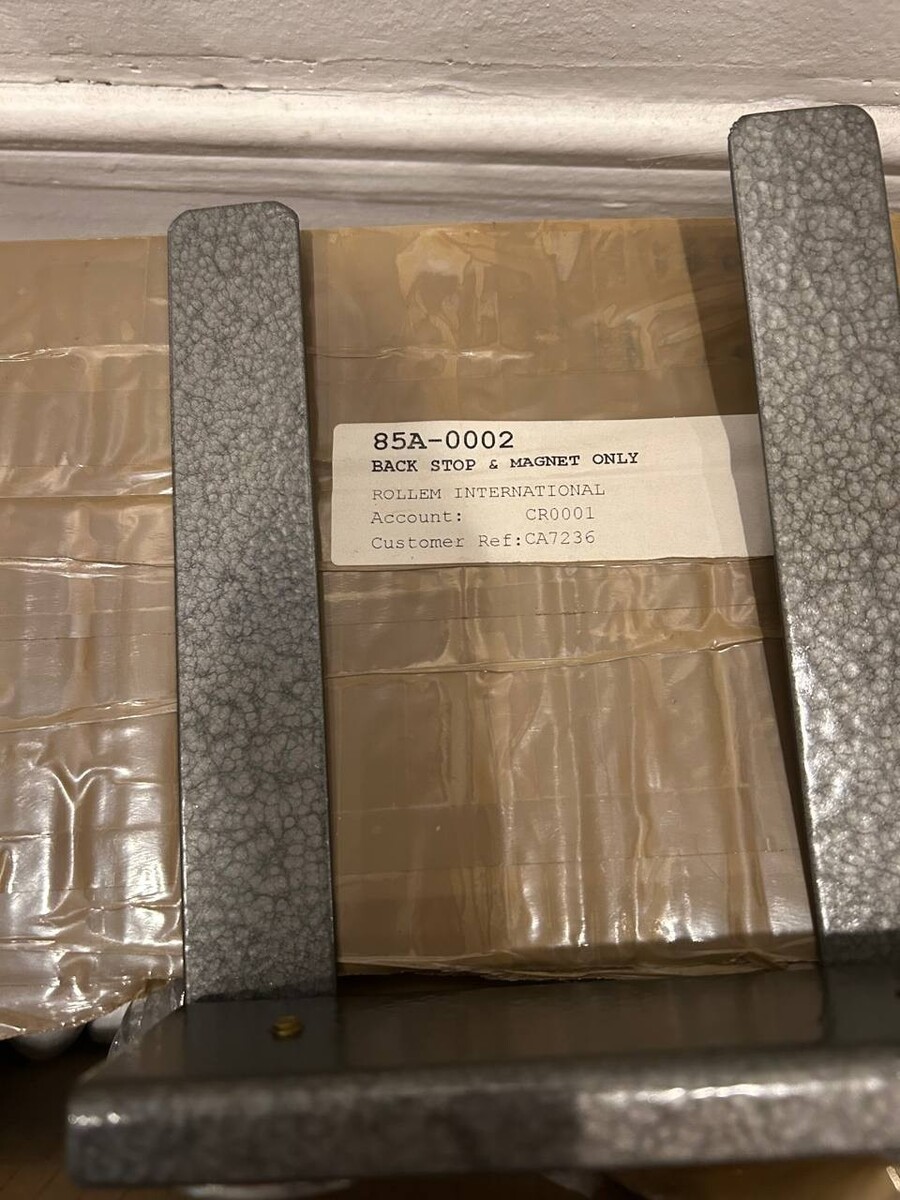 85A-0002
BACK STOP & MAGNET ONLY
ROLLEM INTERNATIONAL
Account: CR0001
Customer Ref:CA7236